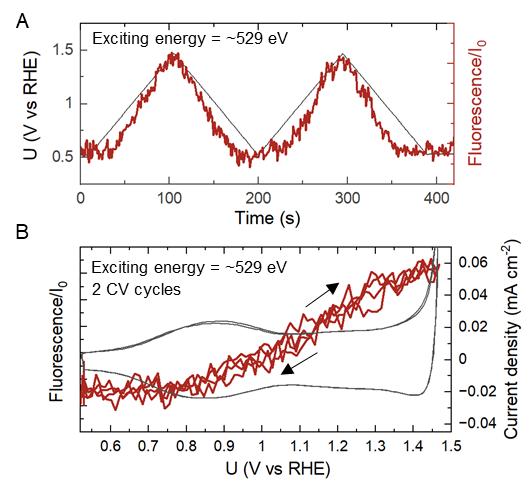 A
Exciting energy = ~529 eV
U (V vs RHE)
1.5
1
0.5
Fluorescence/I0
0 100 200 300 400
Time (s)
B
Exciting energy = ~529 eV
2 CV cycles
Fluorescence/I0
0.06
0.04
0.02
0
−0.02
−0.04
Current density (mA cm-2)
0.6 0.7 0.8 0.9 1 1.1 1.2 1.3 1.4 1.5
U (V vs RHE)